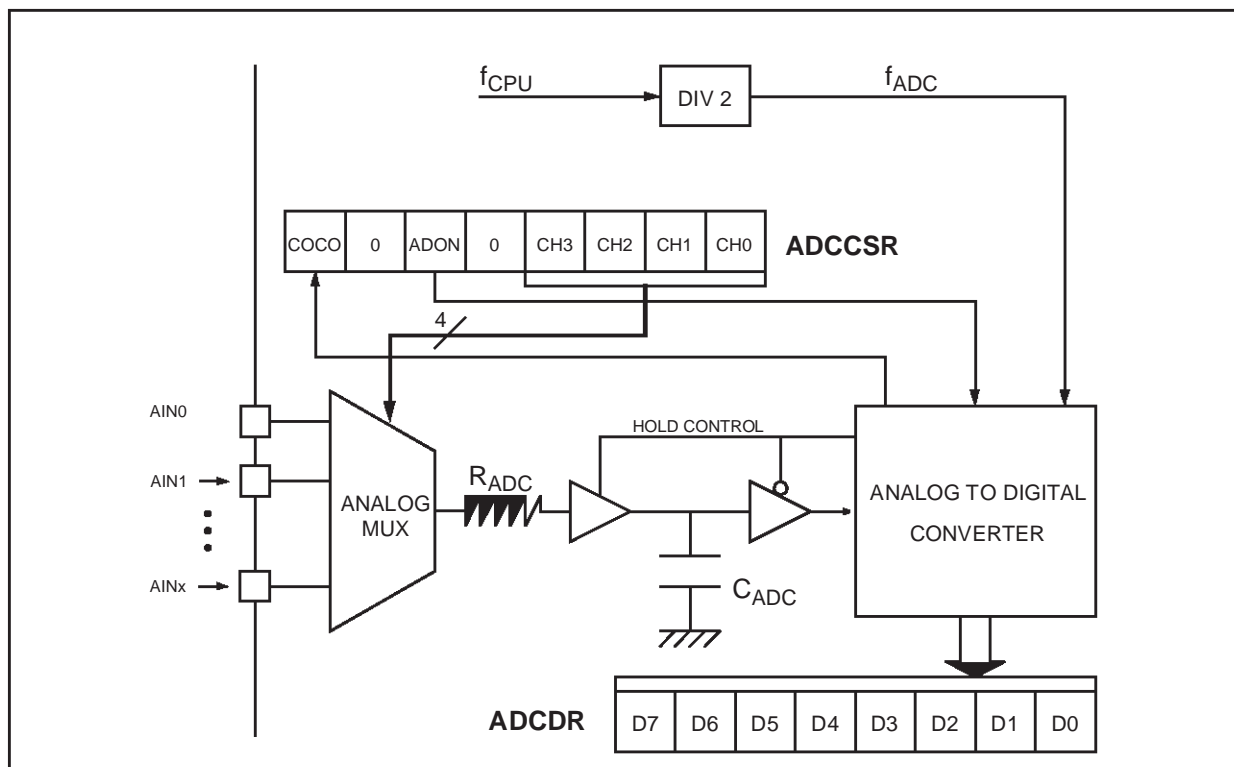 fCPU
DIV 2
fADC
COCO 0 ADON 0 CH3 CH2 CH1 CH0
ADCCSR
4
AIN0
HOLD CONTROL
RADC
AIN1
ANALOG
MUX
ANALOG TO DIGITAL
CONVERTER
AINx
CADC
ADCDR
D7 D6 D5 D4 D3 D2 D1 D0